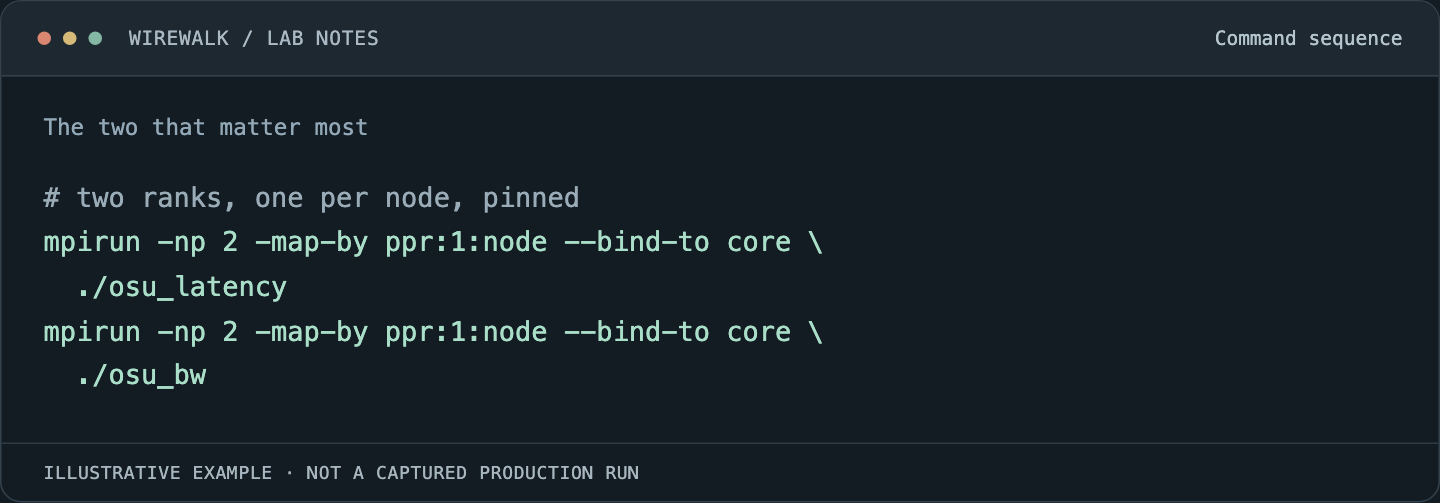 WIREWALK / LAB NOTES
Command sequence
The two that matter most
# two ranks, one per node, pinned
mpirun -np 2 -map-by ppr:1:node --bind-to core \
./osu_latency
mpirun -np 2 -map-by ppr:1:node --bind-to core \
./osu_bw
ILLUSTRATIVE EXAMPLE · NOT A CAPTURED PRODUCTION RUN